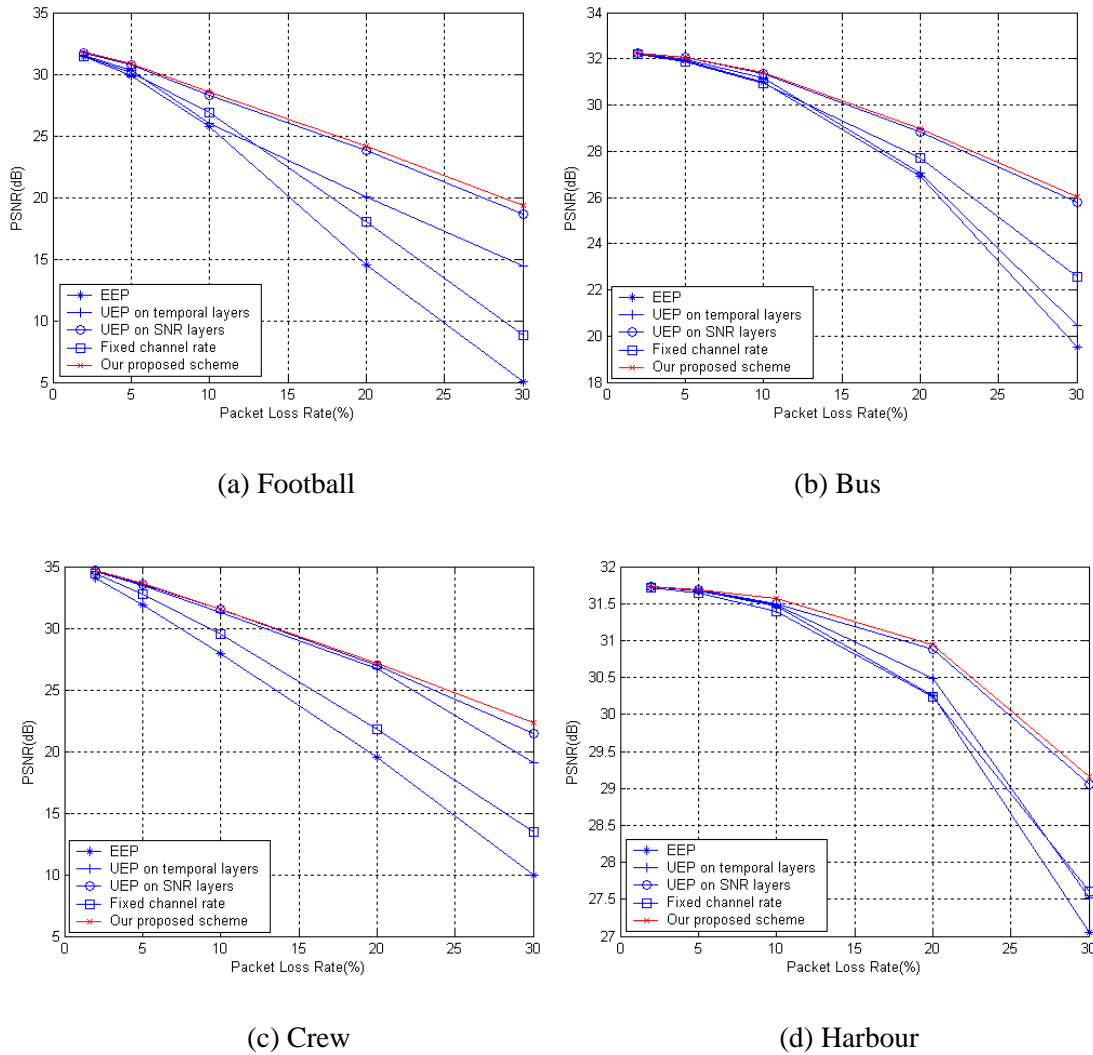 35
30
25
20
15
10
5
PSNR(dB)
EEP
UEP on temporal layers
UEP on SNR layers
Fixed channel rate
Our proposed scheme
0 5 10 15 20 25 30
Packet Loss Rate(%)
(a) Football
34
32
30
28
26
24
22
20
18
PSNR(dB)
EEP
UEP on temporal layers
UEP on SNR layers
Fixed channel rate
Our proposed scheme
0 5 10 15 20 25 30
Packet Loss Rate(%)
(b) Bus
35
30
25
20
15
10
5
PSNR(dB)
EEP
UEP on temporal layers
UEP on SNR layers
Fixed channel rate
Our proposed scheme
0 5 10 15 20 25 30
Packet Loss Rate(%)
(c) Crew
32
31.5
31
30.5
30
29.5
29
28.5
28
27.5
27
PSNR(dB)
EEP
UEP on temporal layers
UEP on SNR layers
Fixed channel rate
Our proposed scheme
0 5 10 15 20 25 30
Packet Loss Rate(%)
(d) Harbour